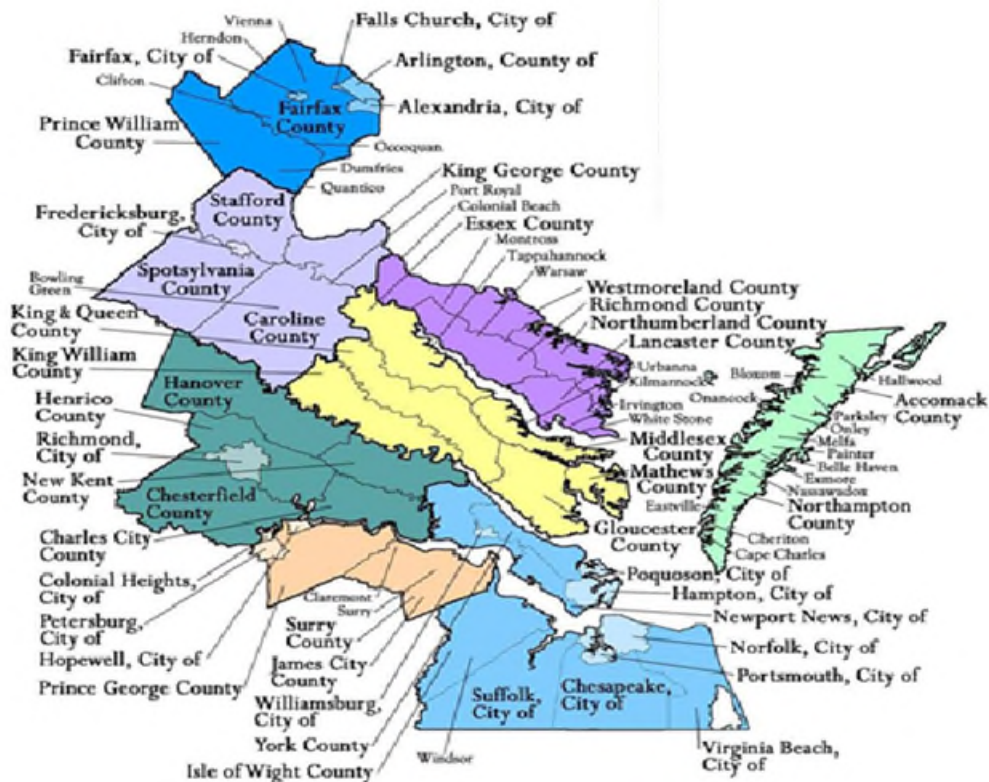 Vienna
Falls Church, City of
Herndon
Fairfax, City of
Arlington, County of
Clifton
Alexandria, City of
Fairfax
County
Prince William
County
Occoquan
Dumfries
Quantico
King George County
Port Royal
Colonial Beach
Essex County
Montross
Tappahannock
Warsaw
Stafford
County
Fredericksburg,
City of
Spotsylvania
County
Bowling
Green
King & Queen
County
Caroline
County
King William
County
Westmoreland County
Richmond County
Northumberland County
Lancaster County
Urbanna
Kilmarnock
Irvington
White Stone
Middlesex
County
Mathews
County
Gloucester
County
Hanover
County
Henrico
County
Richmond,
City of
New Kent
County
Chesterfield
County
Charles City
County
Colonial Heights,
City of
Petersburg,
City of
Hopewell, City of
Prince George County
Claremont
Surry
Surry
County
James City
County
Williamsburg,
City of
York County
Isle of Wight County
Windsor
Bloxom
Onancock
Hallwood
Accomack
County
Parksley
Onley
Melfa
Painter
Belle Haven
Exmore
Nassawadox
Eastville
Northampton
County
Cheriton
Cape Charles
Poquoson, City of
Hampton, City of
Newport News, City of
Norfolk, City of
Portsmouth, City of
Suffolk,
City of
Chesapeake,
City of
Virginia Beach,
City of